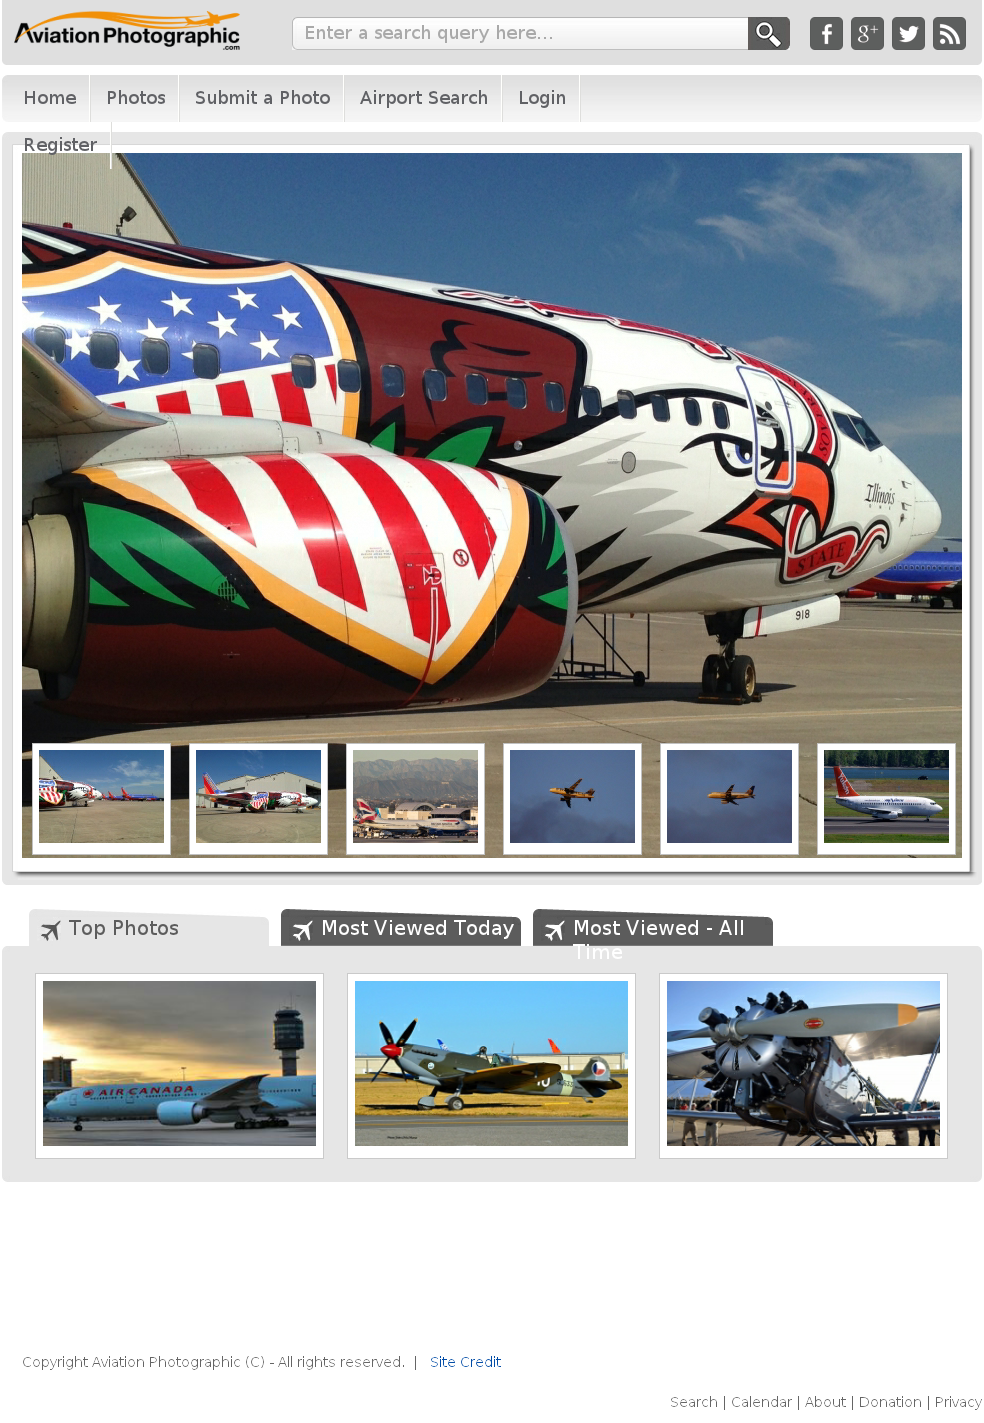 Aviation Photographic
.com
Enter a search query here...
g+
Home
Photos
Submit a Photo
Airport Search
Login
Register
Illinois
STATE
918
Top Photos
Most Viewed Today
Most Viewed - All
Time
AIR CANADA
Copyright Aviation Photographic (C) - All rights reserved. | Site Credit
Search | Calendar | About | Donation | Privacy